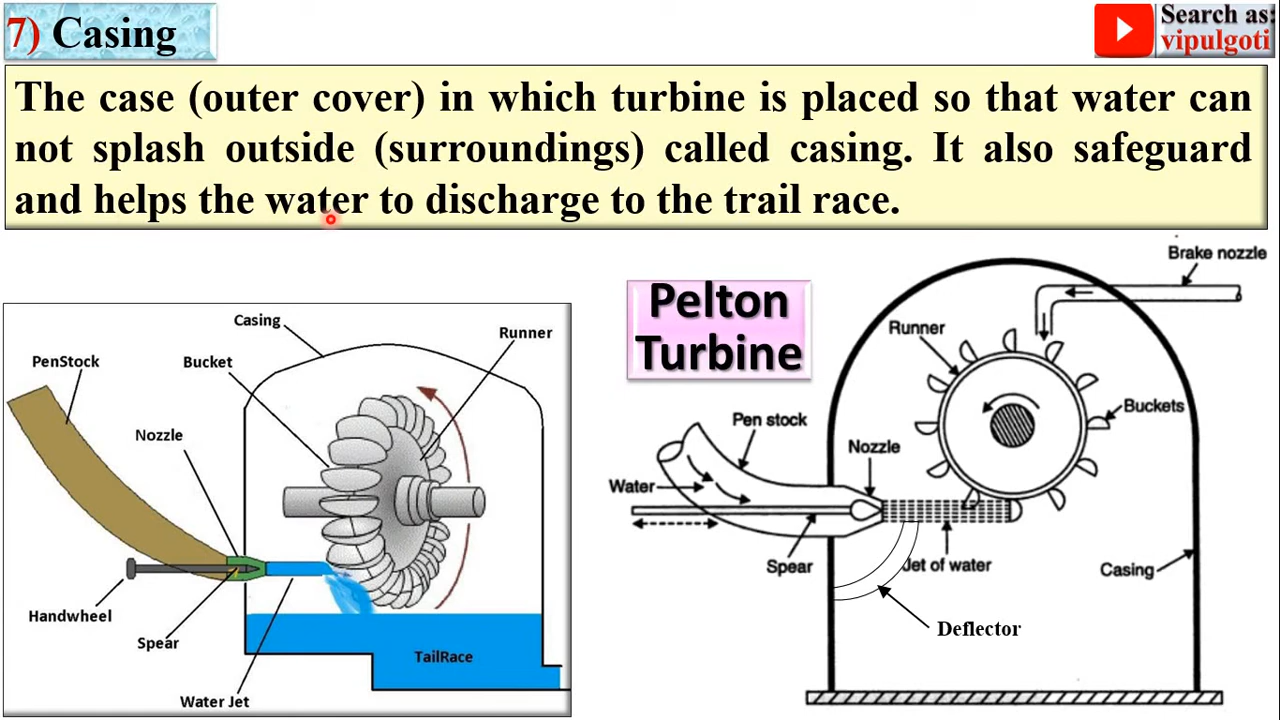 7) Casing
Search as:
vipulgoti
The case (outer cover) in which turbine is placed so that water can
not splash outside (surroundings) called casing. It also safeguard
and helps the water to discharge to the trail race.
Pelton
Turbine
Casing
Runner
PenStock
Bucket
Nozzle
Handwheel
Spear
TailRace
Water Jet
Brake nozzle
Runner
Buckets
Pen stock
Nozzle
Water
Spear
Jet of water
Casing
Deflector